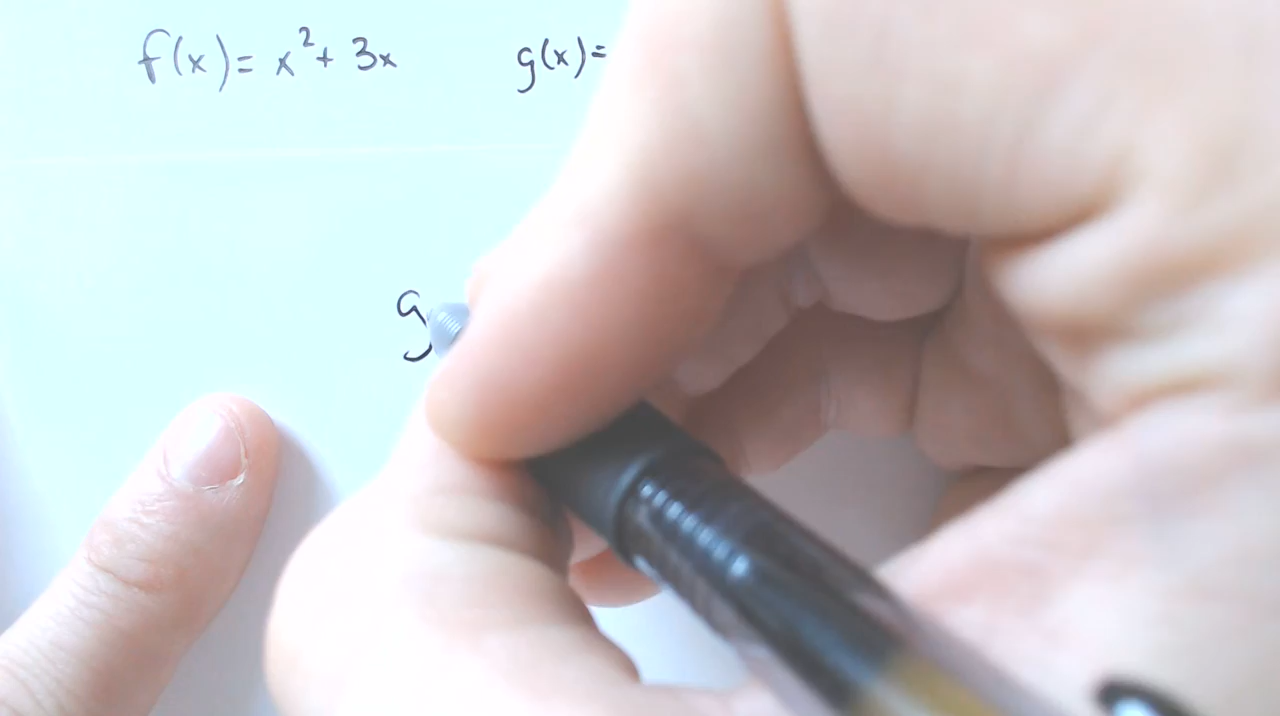 f(x)= x²+ 3x g(x)=
g